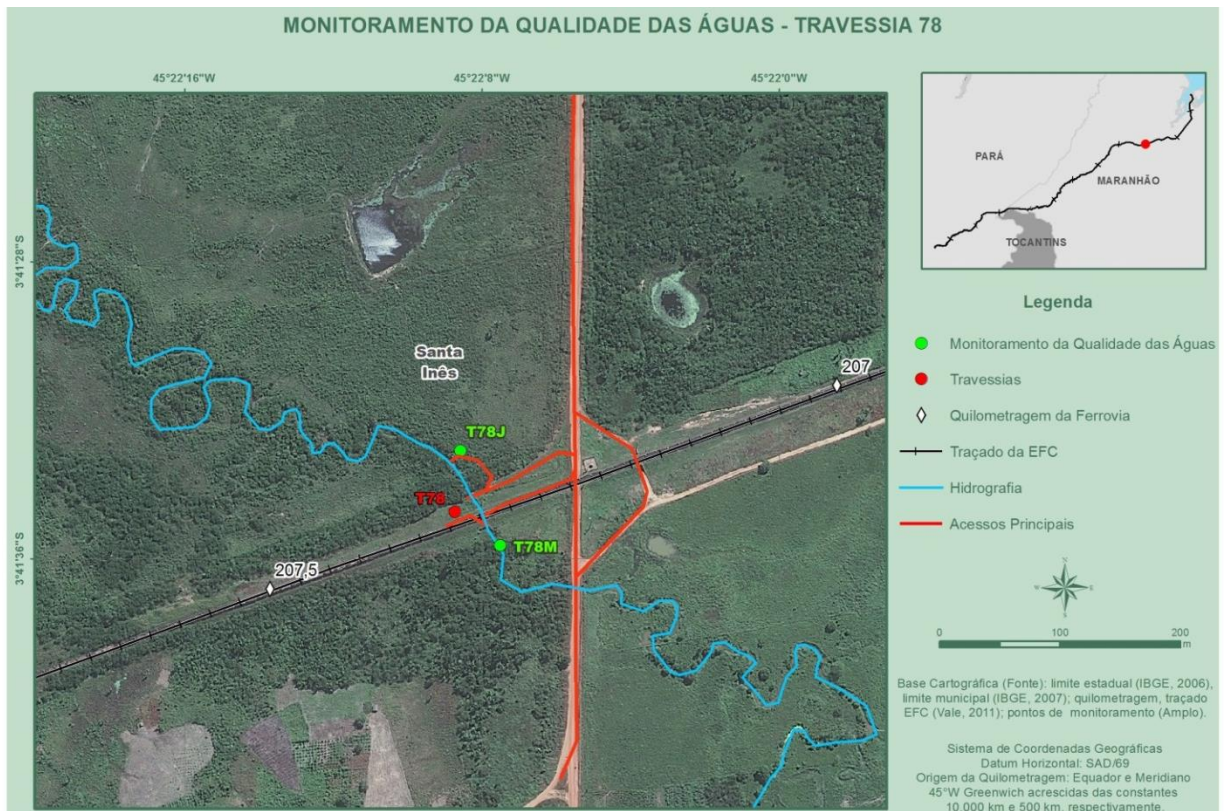 MONITORAMENTO DA QUALIDADE DAS ÁGUAS - TRAVESSIA 78
45°22'16"W
45°22'8"W
45°22'0"W
3°41'28"S
3°41'36"S
Santa
Inês
207
T78J
T78
T78M
207,5
PARÁ
MARANHÃO
TOCANTINS
Legenda
Monitoramento da Qualidade das Águas
Travessias
Quilometragem da Ferrovia
Traçado da EFC
Hidrografia
Acessos Principais
N
0 100 200
m
Base Cartográfica (Fonte): limite estadual (IBGE, 2006),
limite municipal (IBGE, 2007); quilometragem, traçado
EFC (Vale, 2011); pontos de monitoramento (Amplo).
Sistema de Coordenadas Geográficas
Datum Horizontal: SAD/69
Origem da Quilometragem: Equador e Meridiano
45°W Greenwich acrescidas das constantes
10.000 km e 500 km, respectivamente.